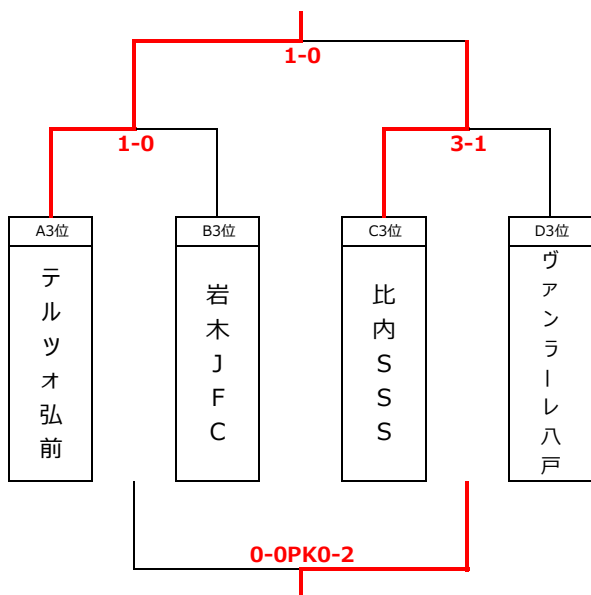 1-0
1-0
3-1
A3位
B3位
C3位
D3位
テルツォ弘前
岩木JFC
比内SSS
ヴァンラーレ八戸
0-0PK0-2